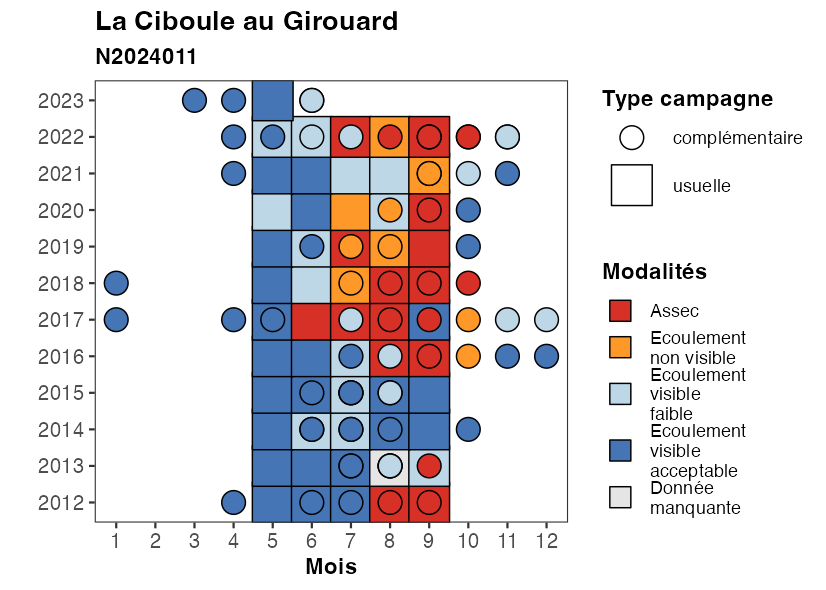 La Ciboule au Girouard
N2024011
2023
2022
2021
2020
2019
2018
2017
2016
2015
2014
2013
2012
1 2 3 4 5 6 7 8 9 10 11 12
Mois
Type campagne
complémentaire
usuelle
Modalités
Assec
Ecoulement
non visible
Ecoulement
visible
faible
Ecoulement
visible
acceptable
Donnée
manquante